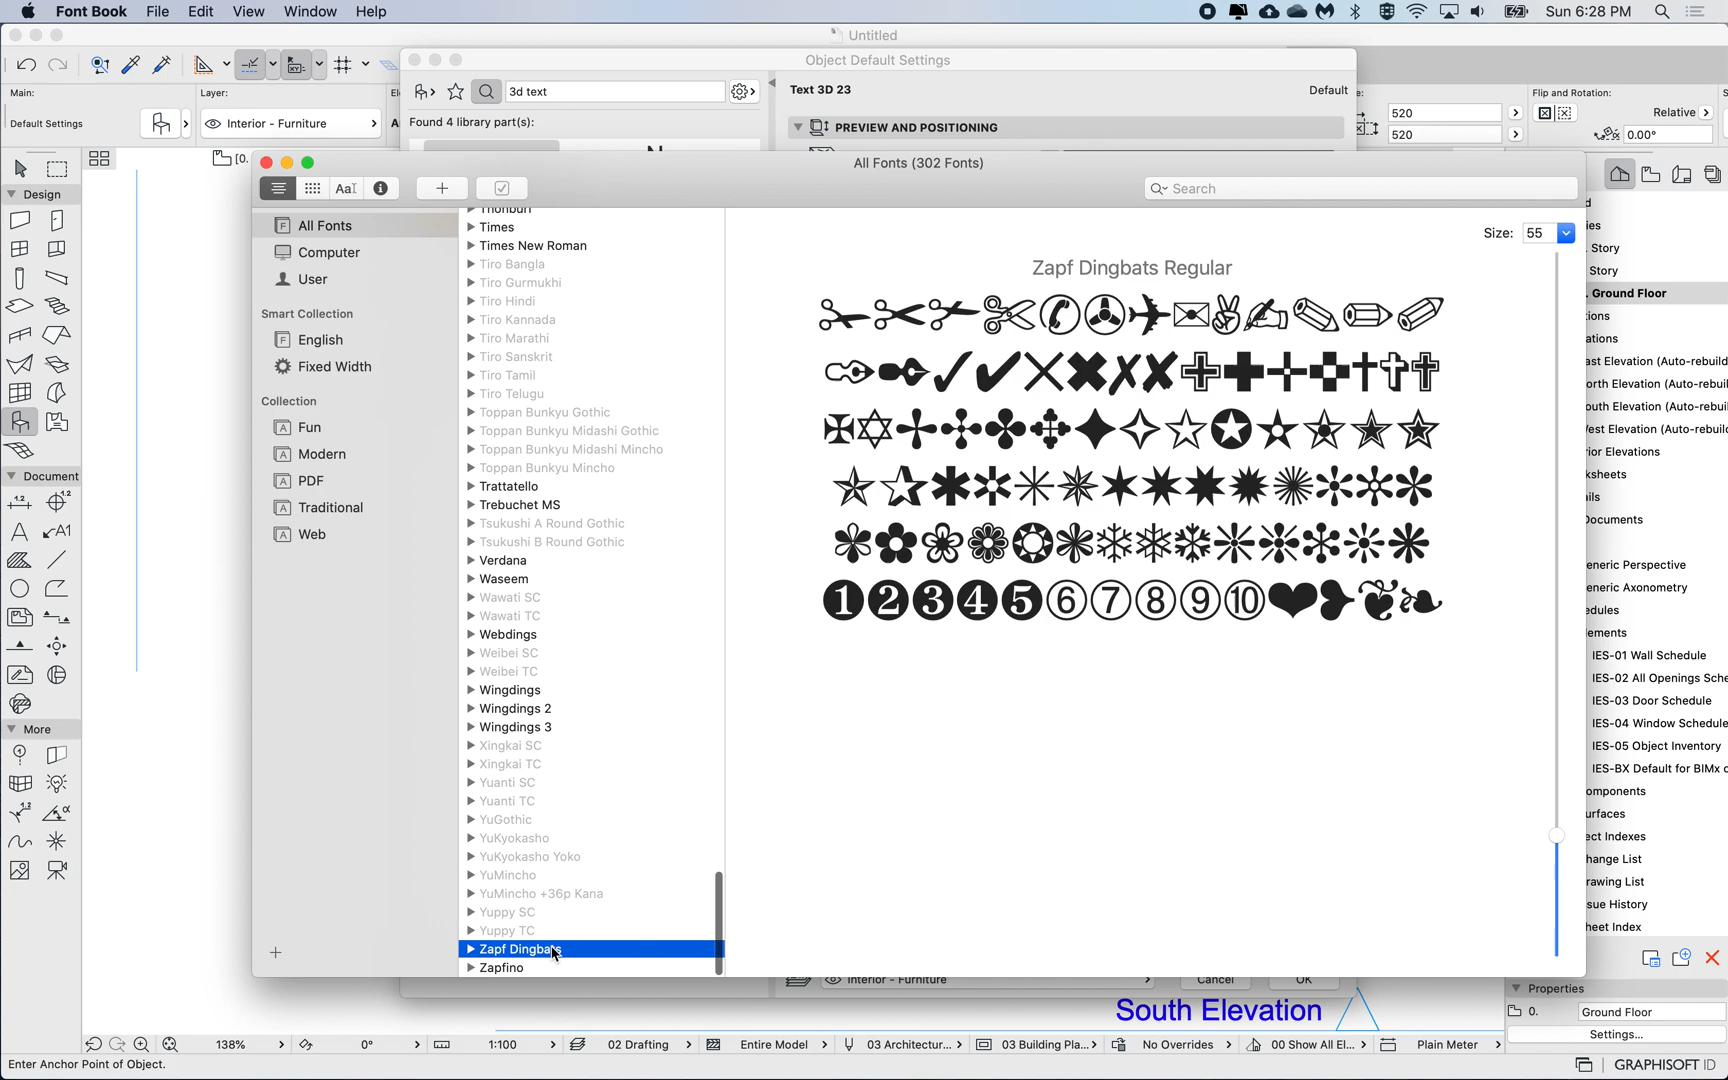 Font Book File Edit View Window Help Sun 6:28 PM
Untitled
Object Default Settings
Main:
Layer:
Default Settings
Interior - Furniture
3d text
Found 4 library part(s):
Text 3D 23 Default
PREVIEW AND POSITIONING
520
520
Flip and Rotation:
Relative
0.00°
All Fonts (302 Fonts)
Search
Design
Document
More
All Fonts
Computer
User
Smart Collection
English
Fixed Width
Collection
Fun
Modern
PDF
Traditional
Web
Thonburi
Times
Times New Roman
Tiro Bangla
Tiro Gurmukhi
Tiro Hindi
Tiro Kannada
Tiro Marathi
Tiro Sanskrit
Tiro Tamil
Tiro Telugu
Toppan Bunkyu Gothic
Toppan Bunkyu Midashi Gothic
Toppan Bunkyu Midashi Mincho
Toppan Bunkyu Mincho
Trattatello
Trebuchet MS
Tsukushi A Round Gothic
Tsukushi B Round Gothic
Verdana
Waseem
Wawati SC
Wawati TC
Webdings
Weibei SC
Weibei TC
Wingdings
Wingdings 2
Wingdings 3
Xingkai SC
Xingkai TC
Yuanti SC
Yuanti TC
YuGothic
YuKyokasho
YuKyokasho Yoko
YuMincho
YuMincho +36p Kana
Yuppy SC
Yuppy TC
Zapf Dingbats
Zapfino
Size: 55
Zapf Dingbats Regular
❶❷❸❹❺⑥⑦⑧⑨⑩
Story
Story
. Ground Floor
ast Elevation (Auto-rebuil
orth Elevation (Auto-rebui
outh Elevation (Auto-rebui
est Elevation (Auto-rebuil
rior Elevations
ksheets
ails
Documents
eneric Perspective
eneric Axonometry
edules
lements
IES-01 Wall Schedule
IES-02 All Openings Sche
IES-03 Door Schedule
IES-04 Window Schedule
IES-05 Object Inventory
IES-BX Default for BIMx c
omponents
urfaces
ect Indexes
hange List
rawing List
sue History
heet Index
Interior - Furniture Cancel OK
Properties
South Elevation
0. Ground Floor
Settings...
138% 0° 1:100 02 Drafting Entire Model 03 Architectur... 03 Building Pla... No Overrides 00 Show All El... Plain Meter
Enter Anchor Point of Object. GRAPHISOFT ID